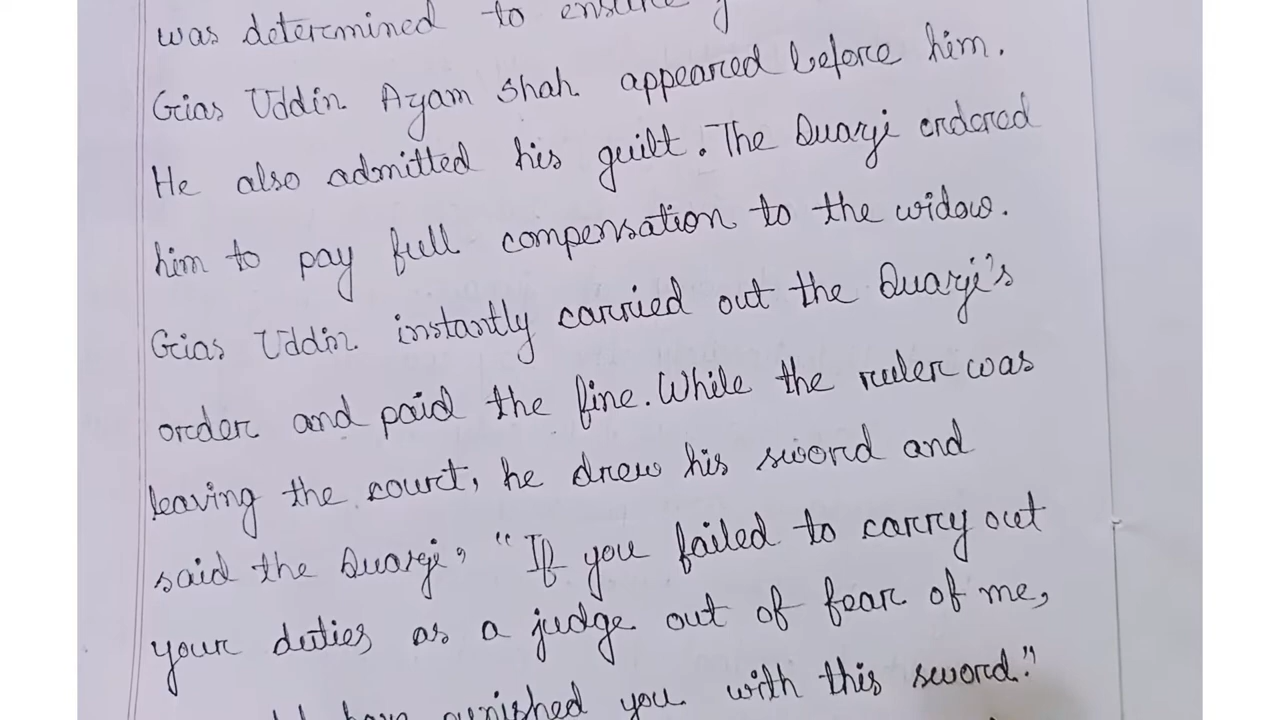 was determined to ensure
Gias Uddin Azam Shah appeared before him.
He also admitted his guilt. The Quazi ordered
him to pay full compensation to the widow.
Gias Uddin instantly carried out the Quazi's
order and paid the fine. While the ruler was
leaving the court, he drew his sword and
said the Quazi, "If you failed to carry out
your duties as a judge out of fear of me,
have punished you with this sword."